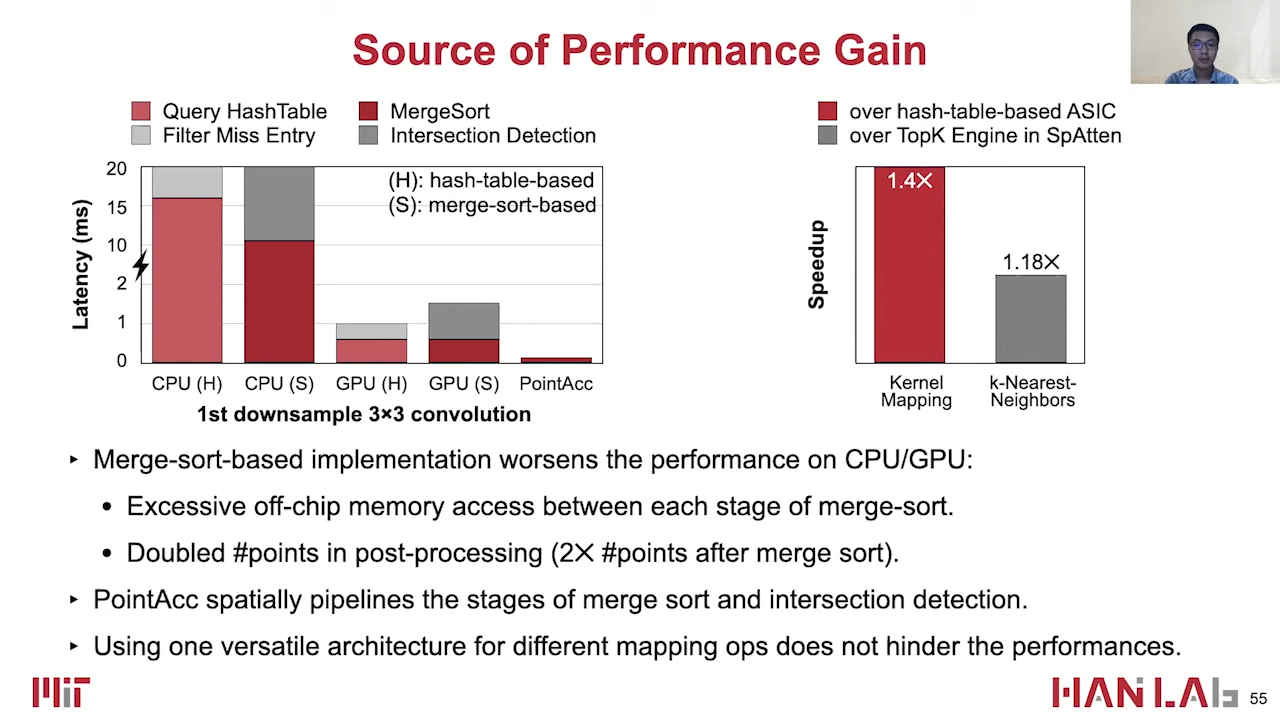 Source of Performance Gain
Query HashTable
MergeSort
Filter Miss Entry
Intersection Detection
over hash-table-based ASIC
over TopK Engine in SpAtten
(H): hash-table-based
(S): merge-sort-based
Latency (ms)
20
15
10
2
1
0
CPU (H)
CPU (S)
GPU (H)
GPU (S)
PointAcc
1st downsample 3×3 convolution
Speedup
1.4×
1.18×
Kernel
Mapping
k-Nearest-
Neighbors
‣ Merge-sort-based implementation worsens the performance on CPU/GPU:
• Excessive off-chip memory access between each stage of merge-sort.
• Doubled #points in post-processing (2× #points after merge sort).
‣ PointAcc spatially pipelines the stages of merge sort and intersection detection.
‣ Using one versatile architecture for different mapping ops does not hinder the performances.
MIT
HAN LAB
55